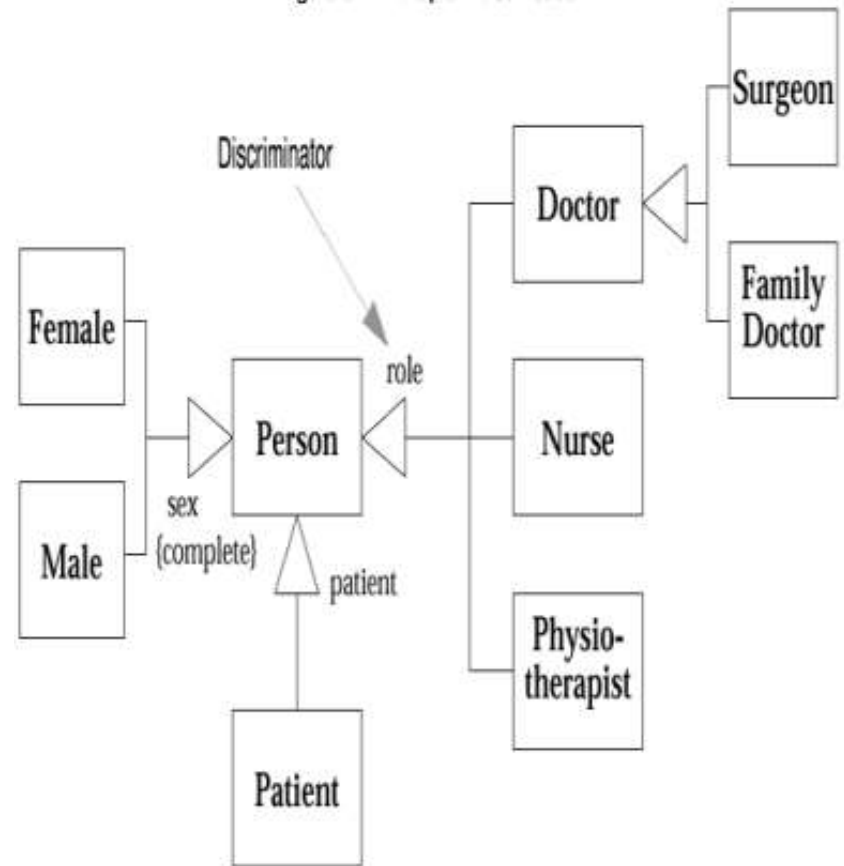 Surgeon
Discriminator
Doctor
Female
Family
Doctor
role
Person
Nurse
sex
{complete}
Male
patient
Physio-
therapist
Patient